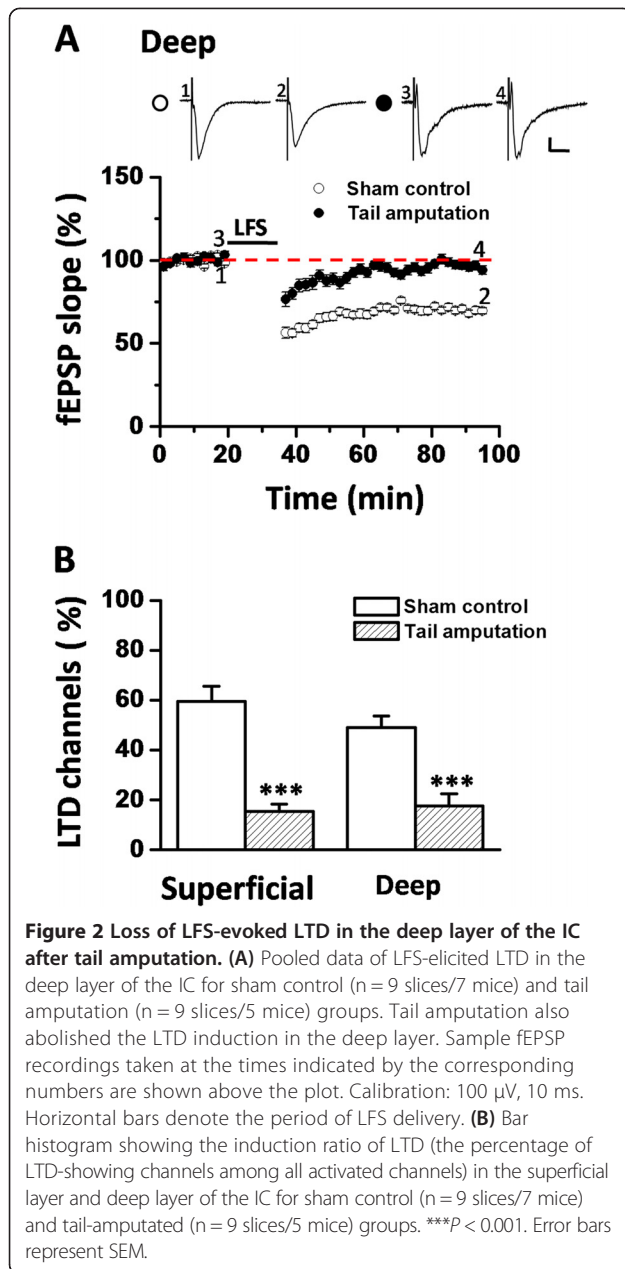 A Deep
1 2 3 4
150
100
50
0
fEPSP slope (%)
Sham control
Tail amputation
LFS
3
1
4
2
0 20 40 60 80 100
Time (min)
B
100
80
60
40
20
0
LTD channels (%)
Sham control
Tail amputation
*** ***
Superficial Deep
Figure 2 Loss of LFS-evoked LTD in the deep layer of the IC
after tail amputation. (A) Pooled data of LFS-elicited LTD in the
deep layer of the IC for sham control (n = 9 slices/7 mice) and tail
amputation (n = 9 slices/5 mice) groups. Tail amputation also
abolished the LTD induction in the deep layer. Sample fEPSP
recordings taken at the times indicated by the corresponding
numbers are shown above the plot. Calibration: 100 μV, 10 ms.
Horizontal bars denote the period of LFS delivery. (B) Bar
histogram showing the induction ratio of LTD (the percentage of
LTD-showing channels among all activated channels) in the superficial
layer and deep layer of the IC for sham control (n = 9 slices/7 mice)
and tail-amputated (n = 9 slices/5 mice) groups. ***P < 0.001. Error bars
represent SEM.